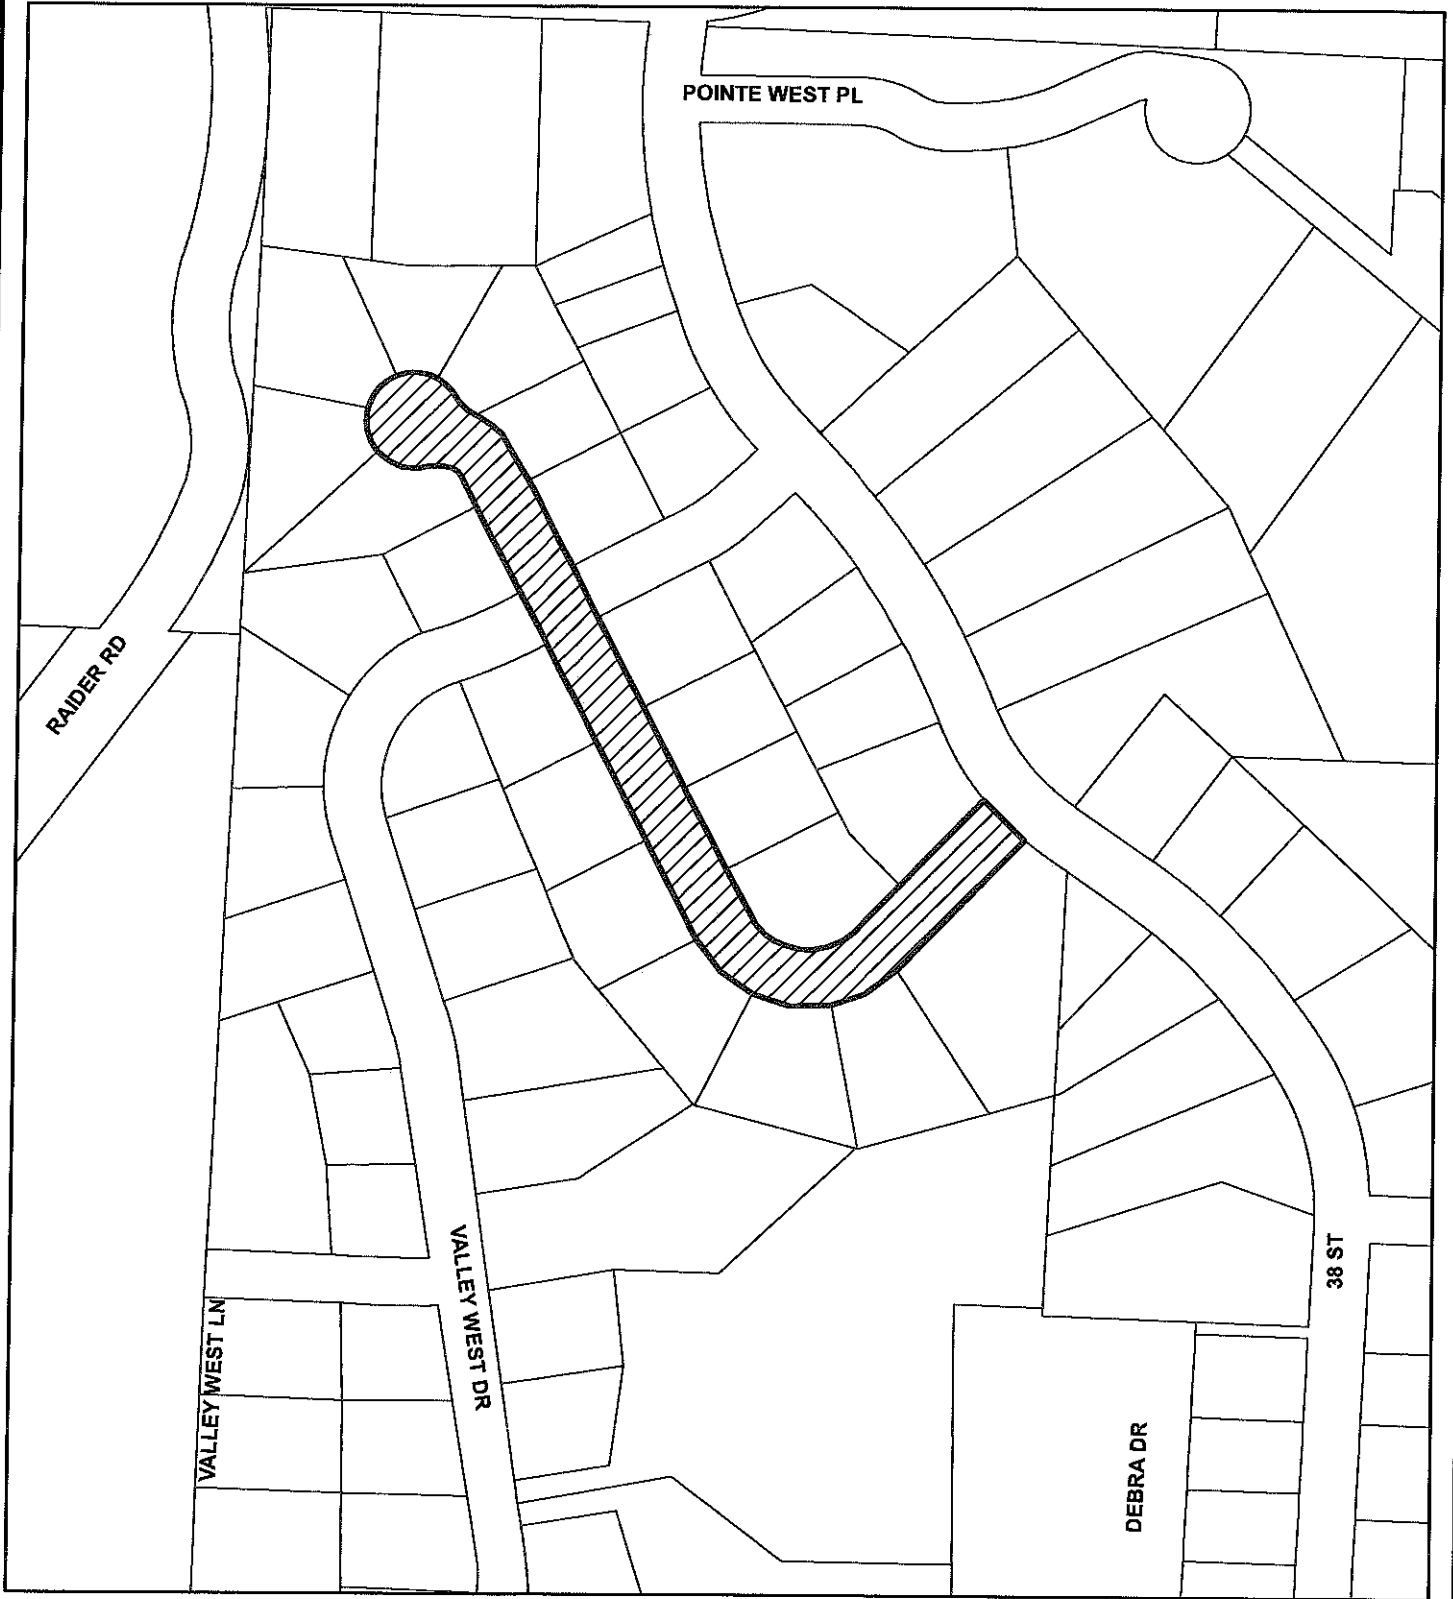 POINTE WEST PL
RAIDER RD
VALLEY WEST DR
38 ST
VALLEY WEST LN
DEBRA DR